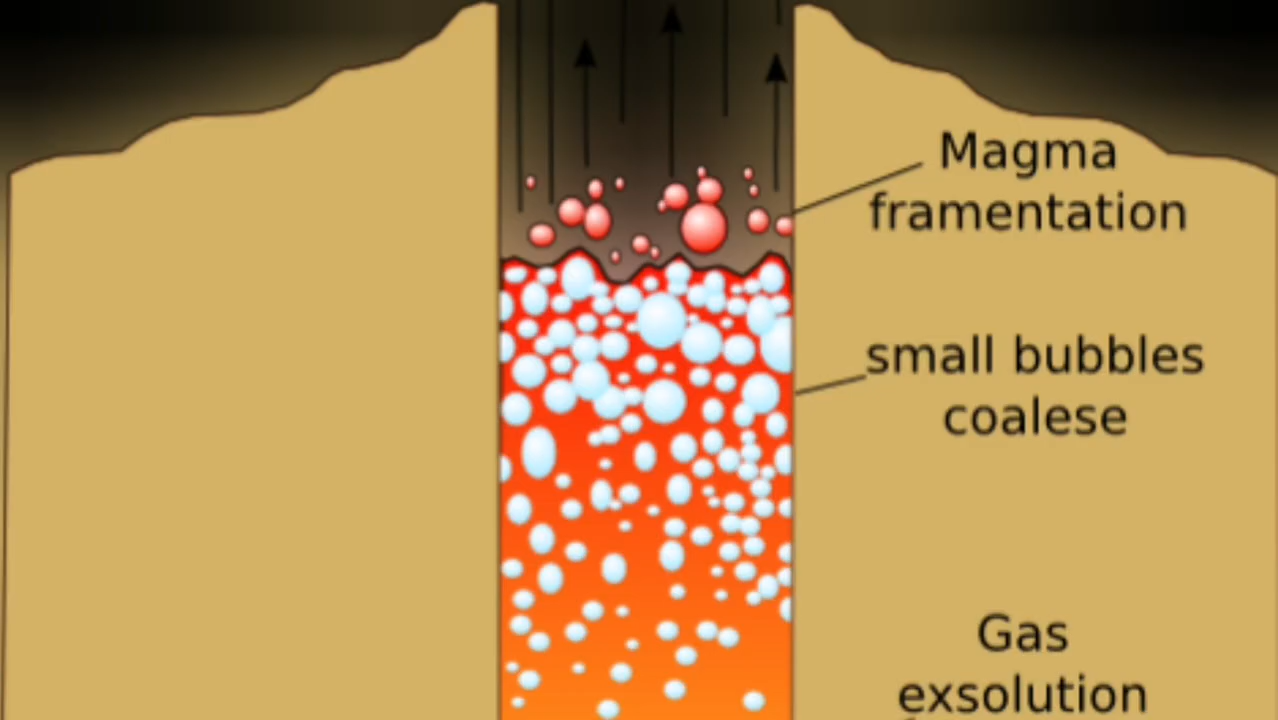 Magma
framentation
small bubbles
coalese
Gas
exsolution